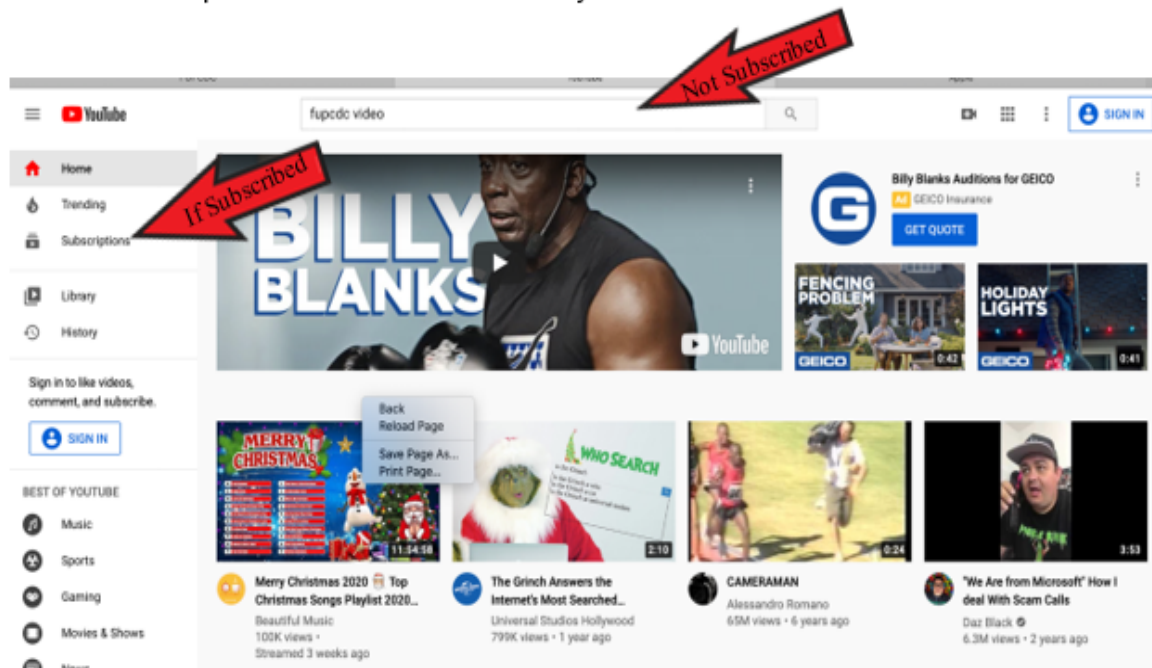 Not Subscribed
YouTube
fupcdc video
SIGN IN
If Subscribed
Home
Trending
Subscriptions
Library
History
Sign in to like videos,
comment, and subscribe.
SIGN IN
BEST OF YOUTUBE
Music
Sports
Gaming
Movies & Shows
News
BILLY
BLANKS
YouTube
Billy Blanks Auditions for GEICO
Ad GEICO Insurance
GET QUOTE
FENCING
PROBLEM
GEICO
0:42
HOLIDAY
LIGHTS
GEICO
0:41
Back
Reload Page
Save Page As...
Print Page...
MERRY
CHRISTMAS
11:54:58
Merry Christmas 2020 🎅 Top
Christmas Songs Playlist 2020...
Beautiful Music
100K views •
Streamed 3 weeks ago
WHO SEARCH
2:10
The Grinch Answers the
Internet's Most Searched...
Universal Studios Hollywood
799K views • 1 year ago
0:24
CAMERAMAN
Alessandro Romano
65M views • 6 years ago
3:53
"We Are from Microsoft" How I
deal With Scam Calls
Daz Black
6.3M views • 2 years ago